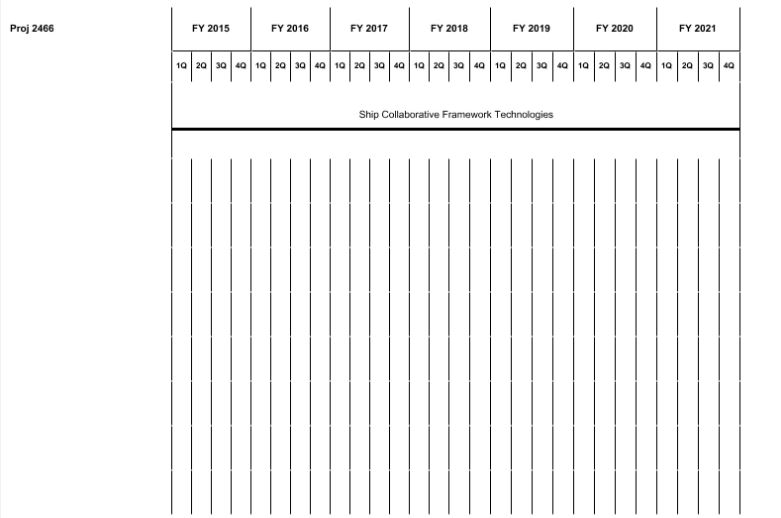 Proj 2466 FY 2015 FY 2016 FY 2017 FY 2018 FY 2019 FY 2020 FY 2021
1Q 2Q 3Q 4Q 1Q 2Q 3Q 4Q 1Q 2Q 3Q 4Q 1Q 2Q 3Q 4Q 1Q 2Q 3Q 4Q 1Q 2Q 3Q 4Q 1Q 2Q 3Q 4Q
Ship Collaborative Framework Technologies